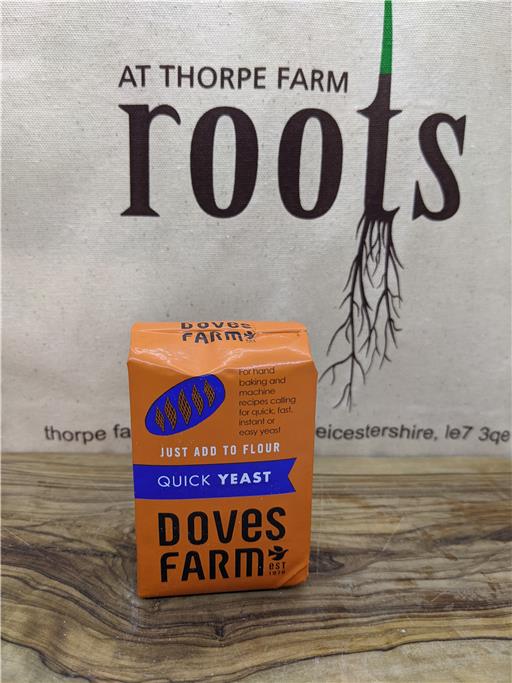 AT THORPE FARM
roots
thorpe fa
eicestershire, le7 3qe
DOVES
FARM
For hand
baking and
machine
recipes calling
for quick, fast,
instant or
easy yeast
JUST ADD TO FLOUR
QUICK YEAST
DOVES
FARM
EST
1978